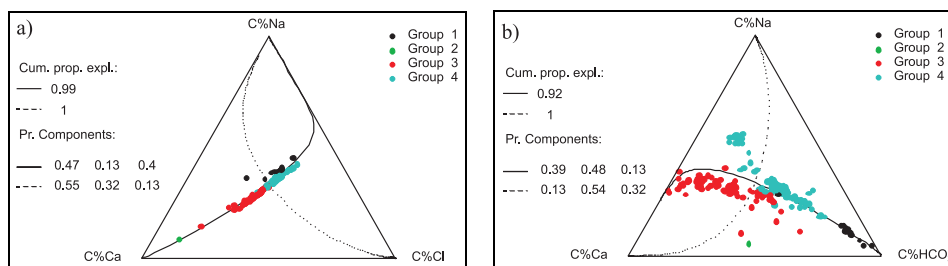 a)
C%Na
Group 1
Group 2
Group 3
Group 4
Cum. prop. expl.:
0.99
1
Pr. Components:
0.47 0.13 0.4
0.55 0.32 0.13
C%Ca
C%Cl
b)
C%Na
Group 1
Group 2
Group 3
Group 4
Cum. prop. expl.:
0.92
1
Pr. Components:
0.39 0.48 0.13
0.13 0.54 0.32
C%Ca
C%HCO